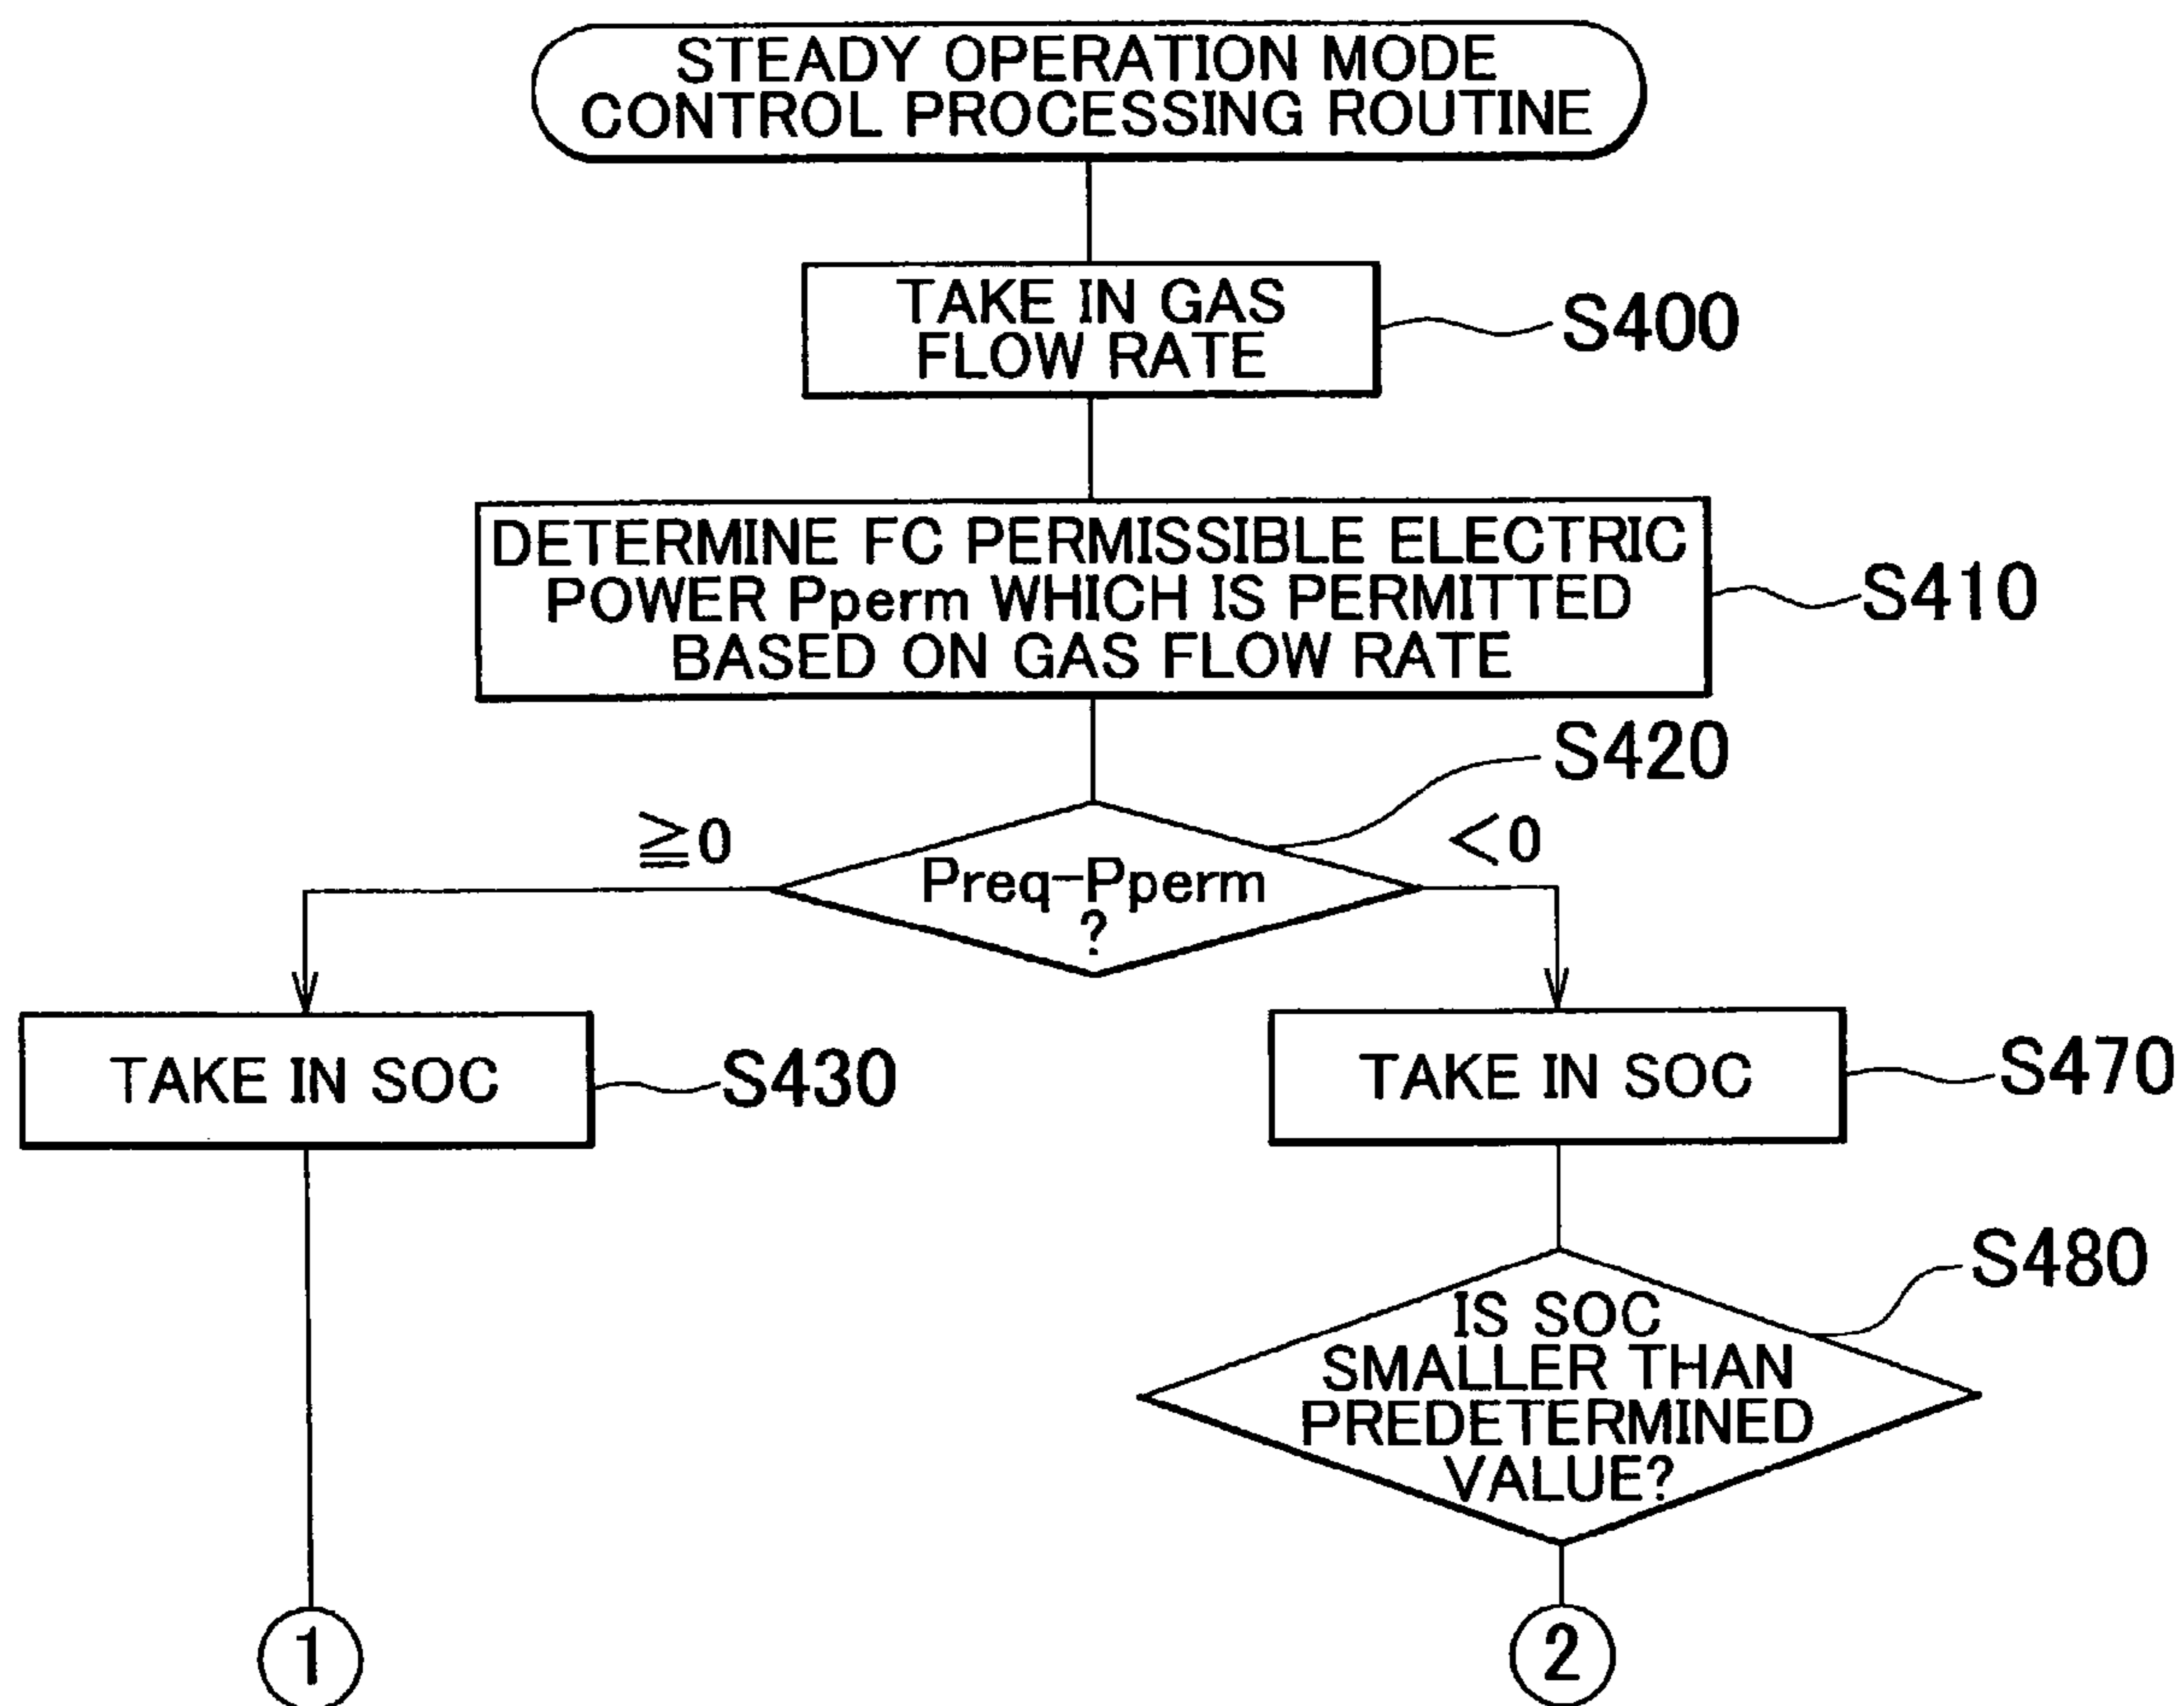 STEADY OPERATION MODE
CONTROL PROCESSING ROUTINE
TAKE IN GAS
FLOW RATE
S400
DETERMINE FC PERMISSIBLE ELECTRIC
POWER Pperm WHICH IS PERMITTED
BASED ON GAS FLOW RATE
S410
S420
≧0
<0
Preq-Pperm
?
TAKE IN SOC
S430
TAKE IN SOC
S470
S480
IS SOC
SMALLER THAN
PREDETERMINED
VALUE?
1
2